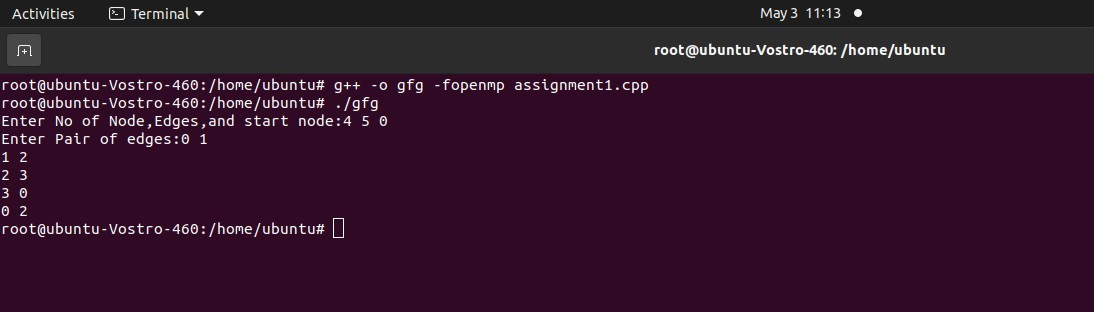 Activities Terminal May 3 11:13
root@ubuntu-Vostro-460: /home/ubuntu
root@ubuntu-Vostro-460:/home/ubuntu# g++ -o gfg -fopenmp assignment1.cpp
root@ubuntu-Vostro-460:/home/ubuntu# ./gfg
Enter No of Node,Edges,and start node:4 5 0
Enter Pair of edges:0 1
1 2
2 3
3 0
0 2
root@ubuntu-Vostro-460:/home/ubuntu#